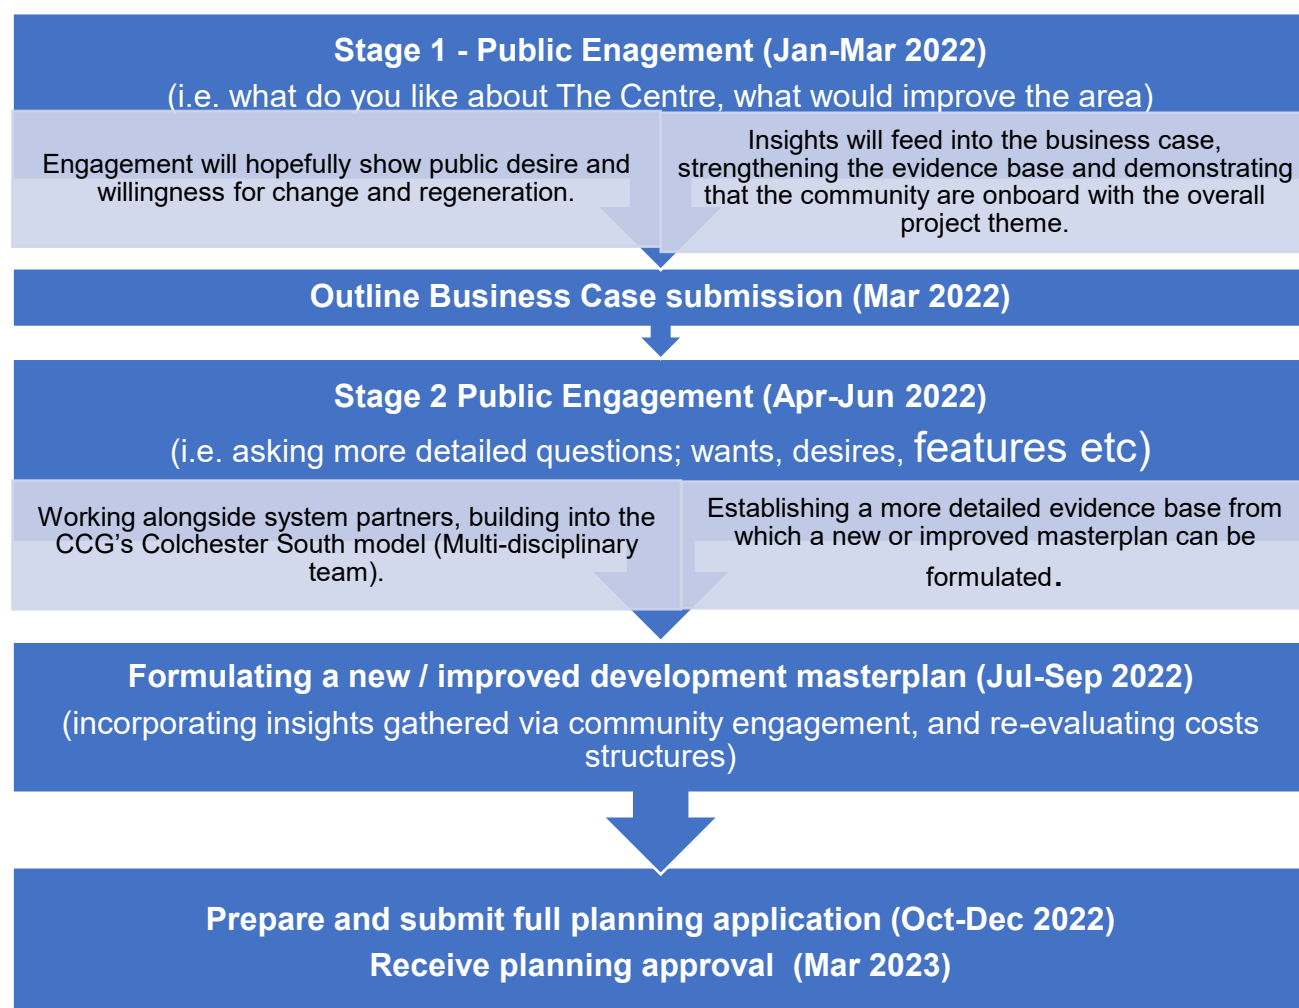 Stage 1 - Public Enagement (Jan-Mar 2022)
(i.e. what do you like about The Centre, what would improve the area)
Engagement will hopefully show public desire and
willingness for change and regeneration.
Insights will feed into the business case,
strengthening the evidence base and demonstrating
that the community are onboard with the overall
project theme.
Outline Business Case submission (Mar 2022)
Stage 2 Public Engagement (Apr-Jun 2022)
(i.e. asking more detailed questions; wants, desires, features etc)
Working alongside system partners, building into the
CCG’s Colchester South model (Multi-disciplinary
team).
Establishing a more detailed evidence base from
which a new or improved masterplan can be
formulated.
Formulating a new / improved development masterplan (Jul-Sep 2022)
(incorporating insights gathered via community engagement, and re-evaluating costs
structures)
Prepare and submit full planning application (Oct-Dec 2022)
Receive planning approval (Mar 2023)